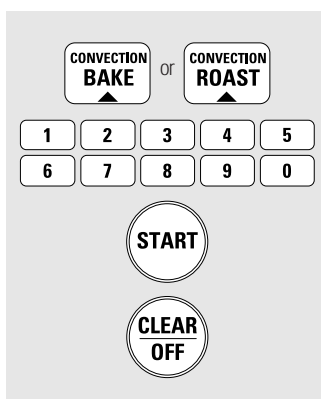 CONVECTION BAKE or CONVECTION ROAST
1 2 3 4 5
6 7 8 9 0
START
CLEAR
OFF